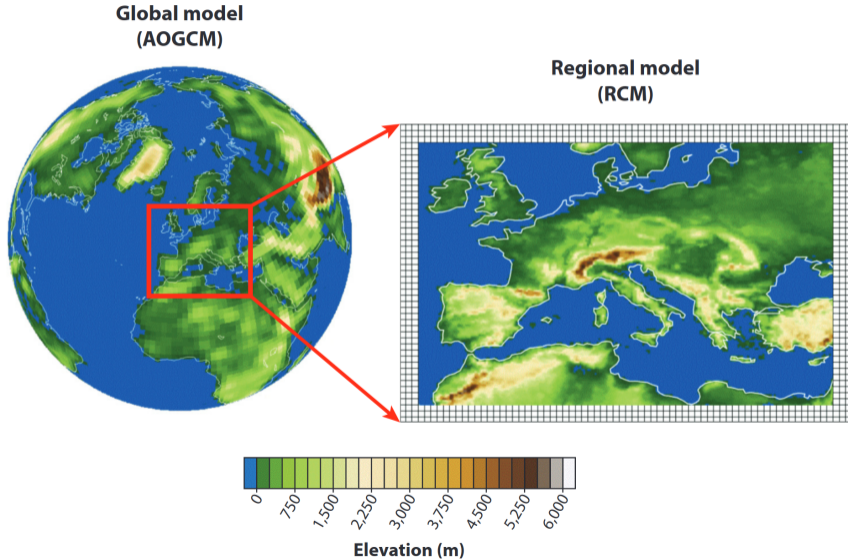 Global model
(AOGCM)
Regional model
(RCM)
0
750
1,500
2,250
3,000
3,750
4,500
5,250
6,000
Elevation (m)